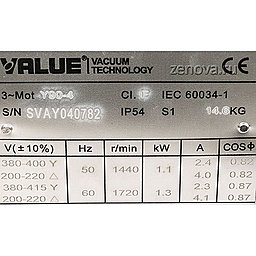 VALUE VACUUM TECHNOLOGY CE
zenova.ru
3~Mot Y90-4 Cl. F IEC 60034-1
S/N SVAY040782 IP54 S1 14.6KG
V(±10%) Hz r/min kW A COSΦ
380-400 Y 50 1440 1.1 2.4 0.82
200-220 △ 4.0 0.82
380-415 Y 60 1720 1.3 2.3 0.87
200-220 △ 4.1 0.87